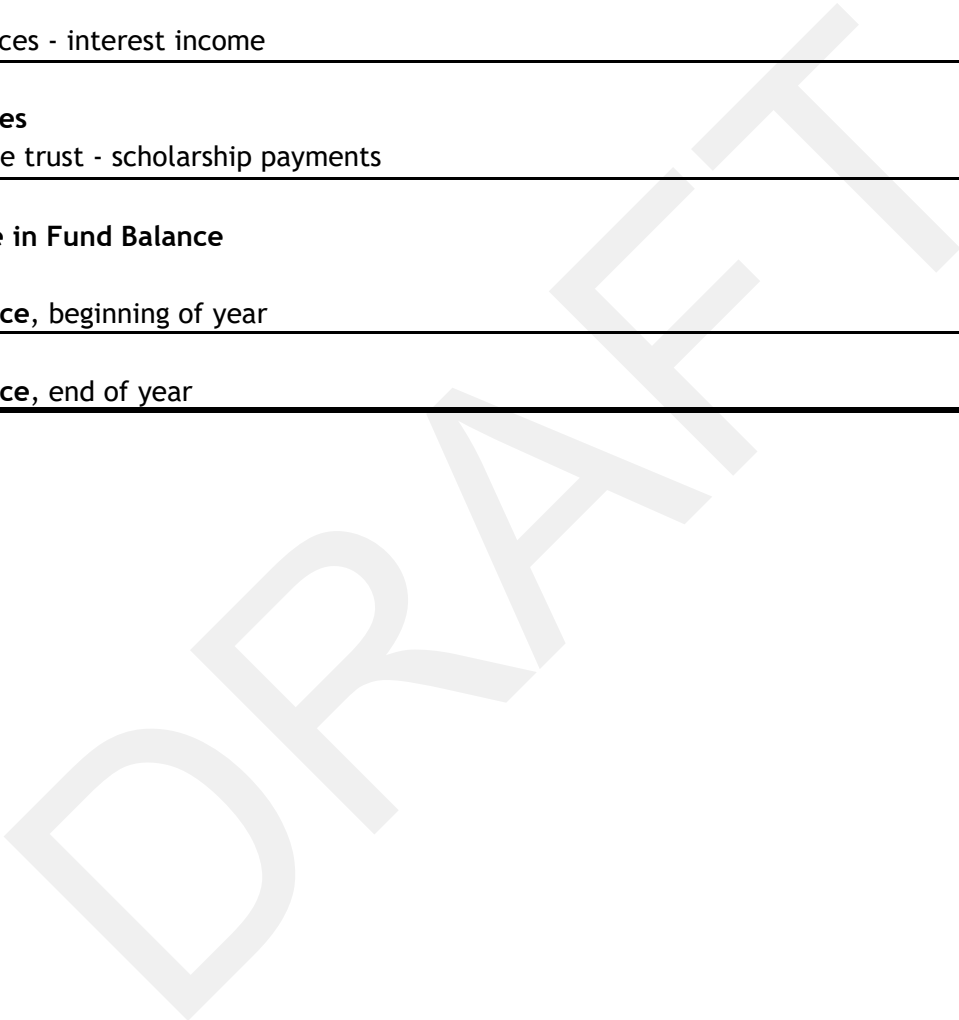 ces - interest income
es
e trust - scholarship payments
e in Fund Balance
ce, beginning of year
ce, end of year
DRAFT